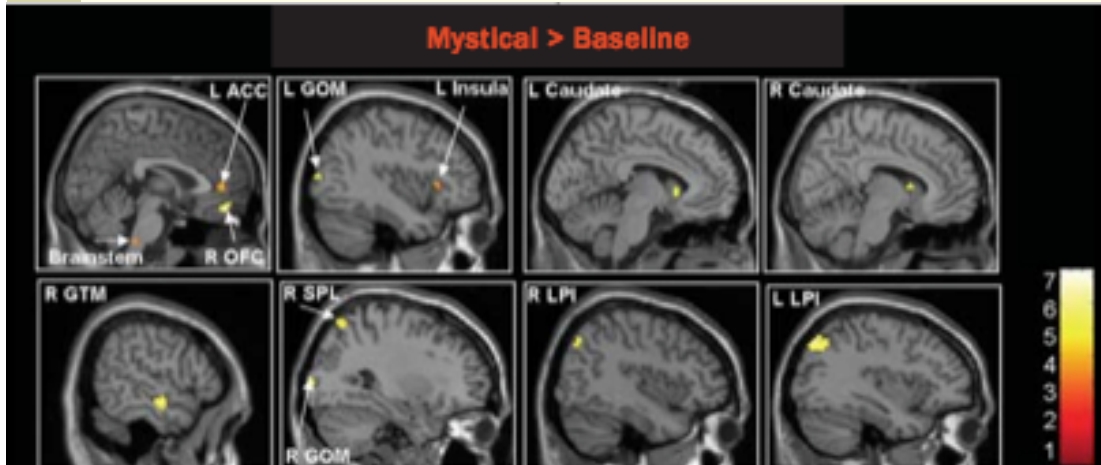 Mystical > Baseline
L ACC
L GOM
L Insula
L Caudate
R Caudate
Brainstem
R OFC
R GTM
R SPL
R LPI
L LPI
R GOM
7
6
5
4
3
2
1